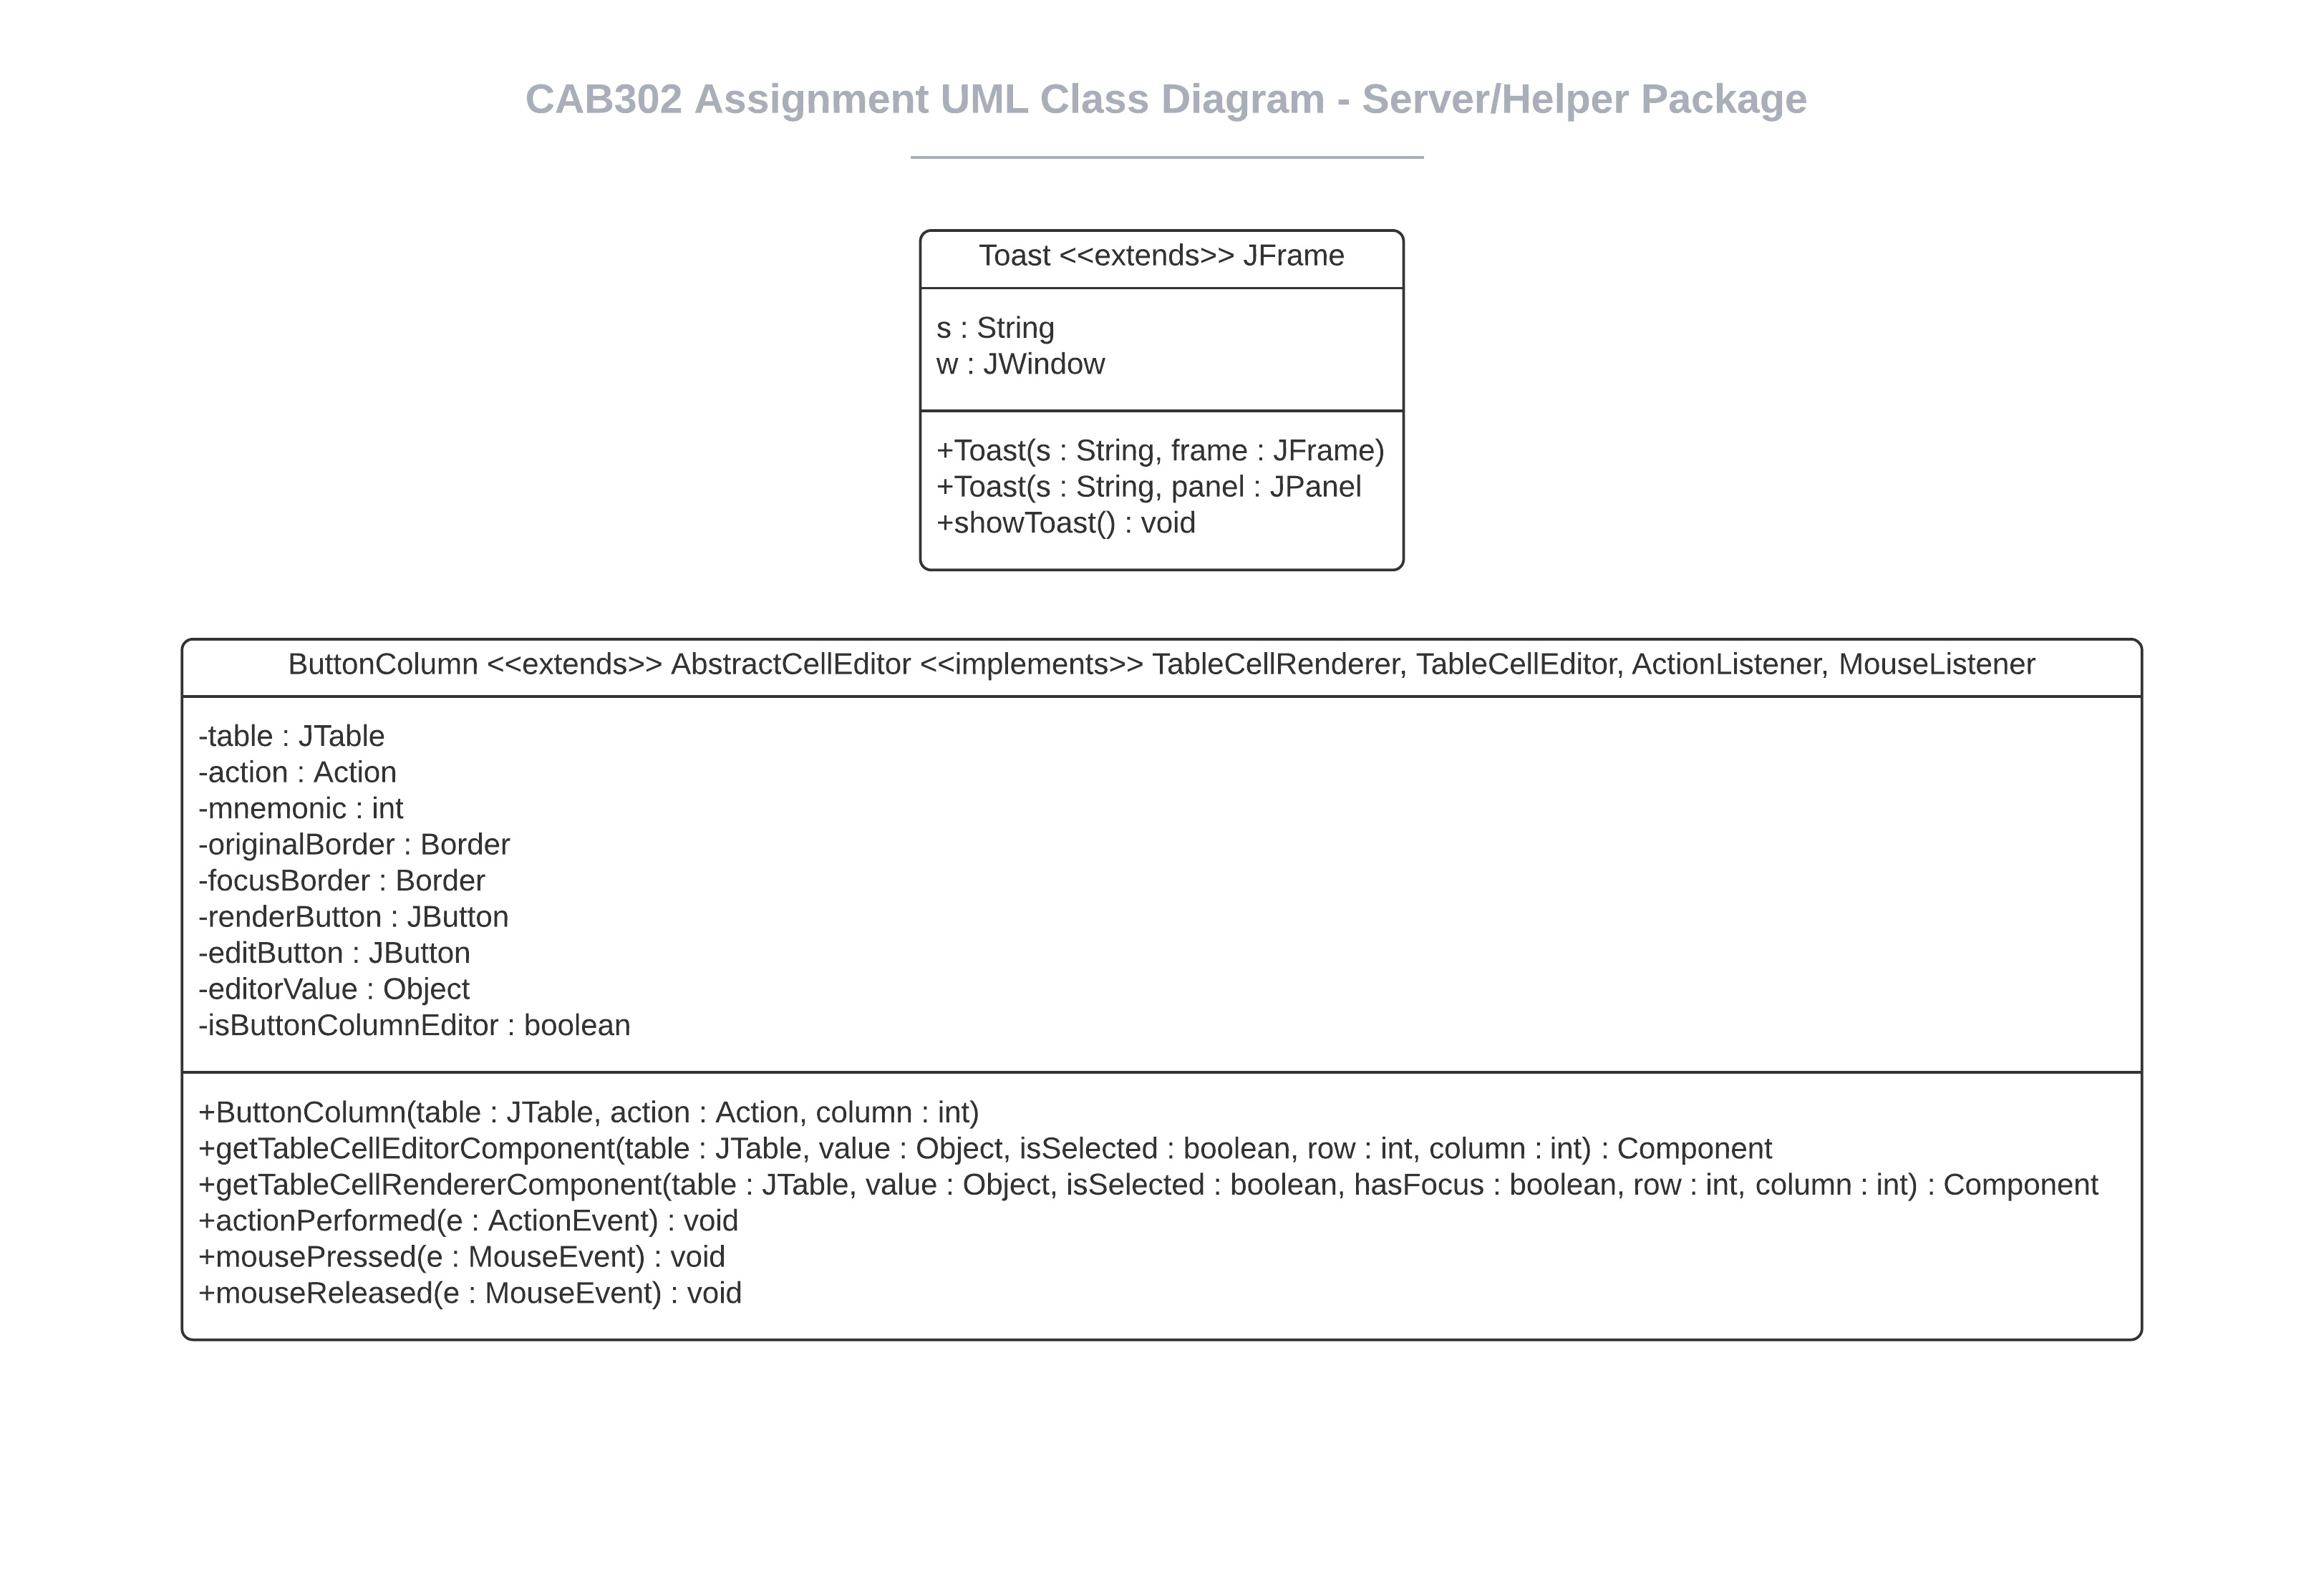 CAB302 Assignment UML Class Diagram - Server/Helper Package
Toast <<extends>> JFrame
s : String
w : JWindow
+Toast(s : String, frame : JFrame)
+Toast(s : String, panel : JPanel
+showToast() : void
ButtonColumn <<extends>> AbstractCellEditor <<implements>> TableCellRenderer, TableCellEditor, ActionListener, MouseListener
-table : JTable
-action : Action
-mnemonic : int
-originalBorder : Border
-focusBorder : Border
-renderButton : JButton
-editButton : JButton
-editorValue : Object
-isButtonColumnEditor : boolean
+ButtonColumn(table : JTable, action : Action, column : int)
+getTableCellEditorComponent(table : JTable, value : Object, isSelected : boolean, row : int, column : int) : Component
+getTableCellRendererComponent(table : JTable, value : Object, isSelected : boolean, hasFocus : boolean, row : int, column : int) : Component
+actionPerformed(e : ActionEvent) : void
+mousePressed(e : MouseEvent) : void
+mouseReleased(e : MouseEvent) : void